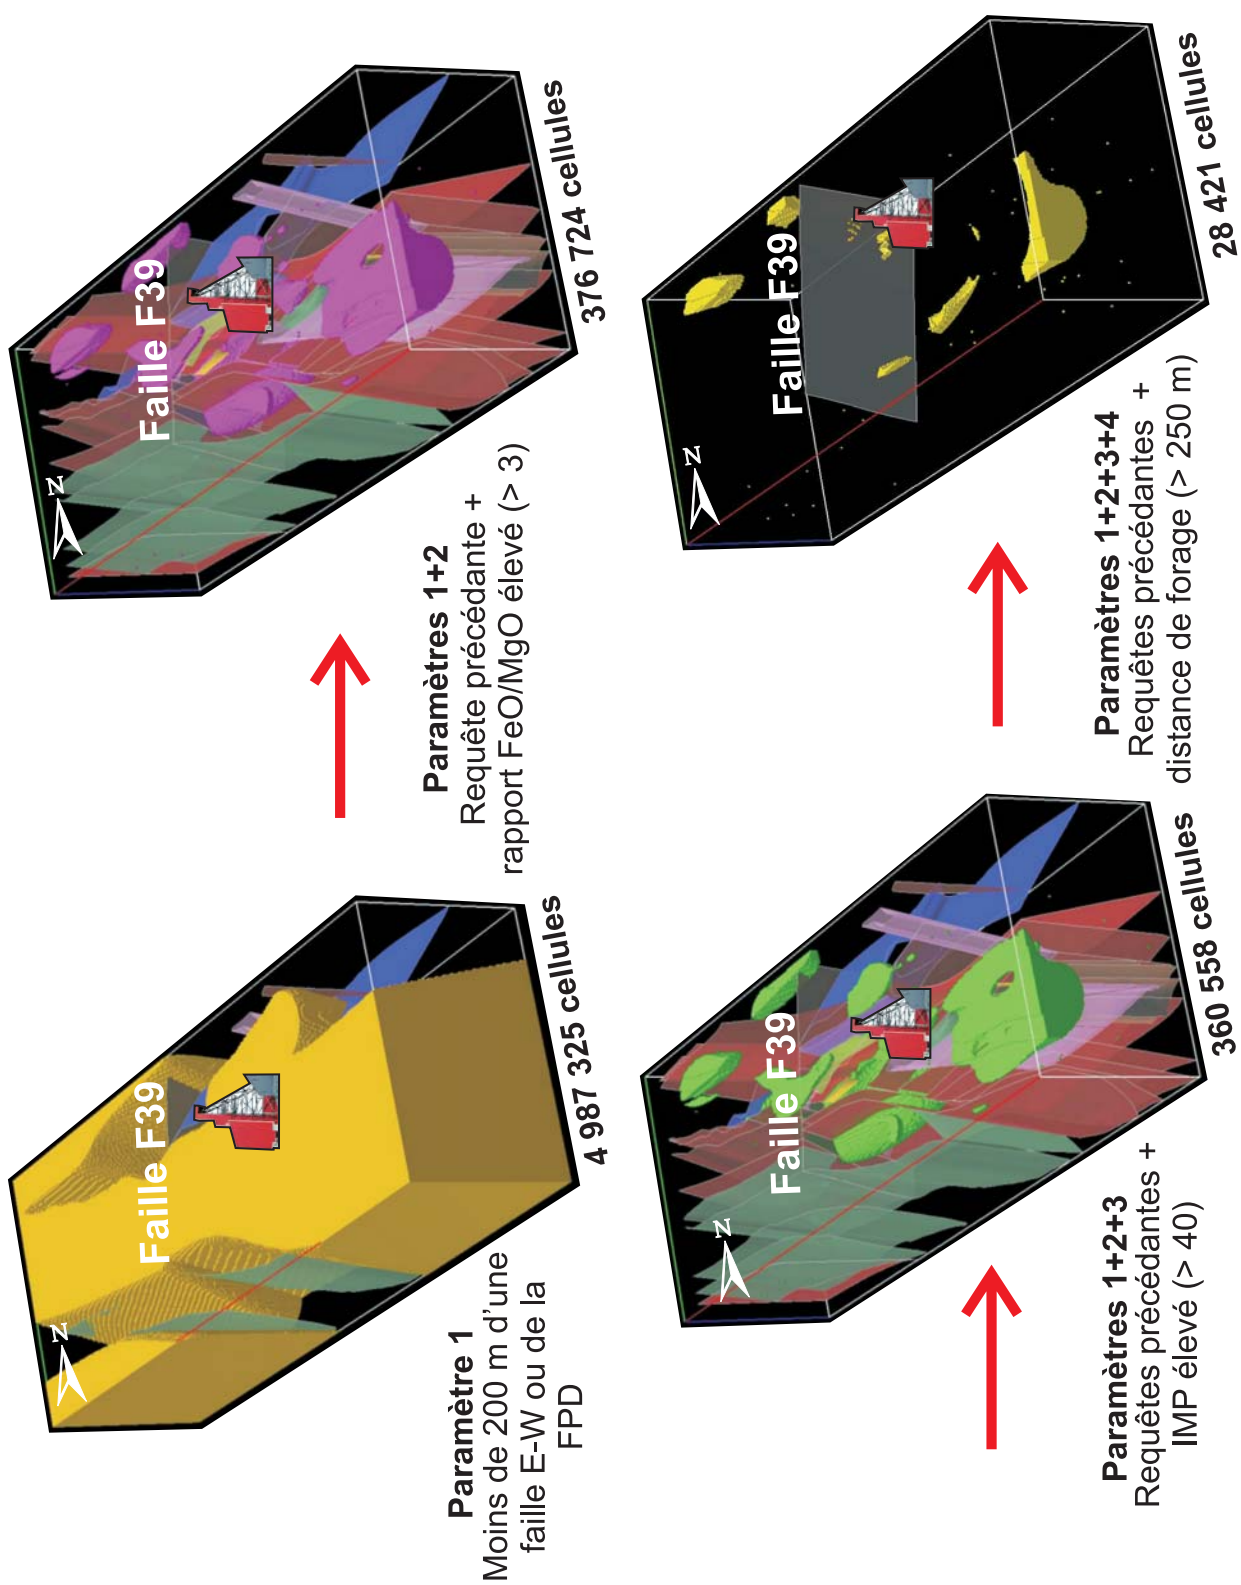 Faille F39
N
4 987 325 cellules
Paramètre 1
Moins de 200 m d'une
faille E-W ou de la
FPD
Faille F39
N
376 724 cellules
Paramètres 1+2
Requête précédante +
rapport FeO/MgO élevé (> 3)
Faille F39
N
360 558 cellules
Paramètres 1+2+3
Requêtes précédantes +
IMP élevé (> 40)
Faille F39
N
28 421 cellules
Paramètres 1+2+3+4
Requêtes précédantes +
distance de forage (> 250 m)